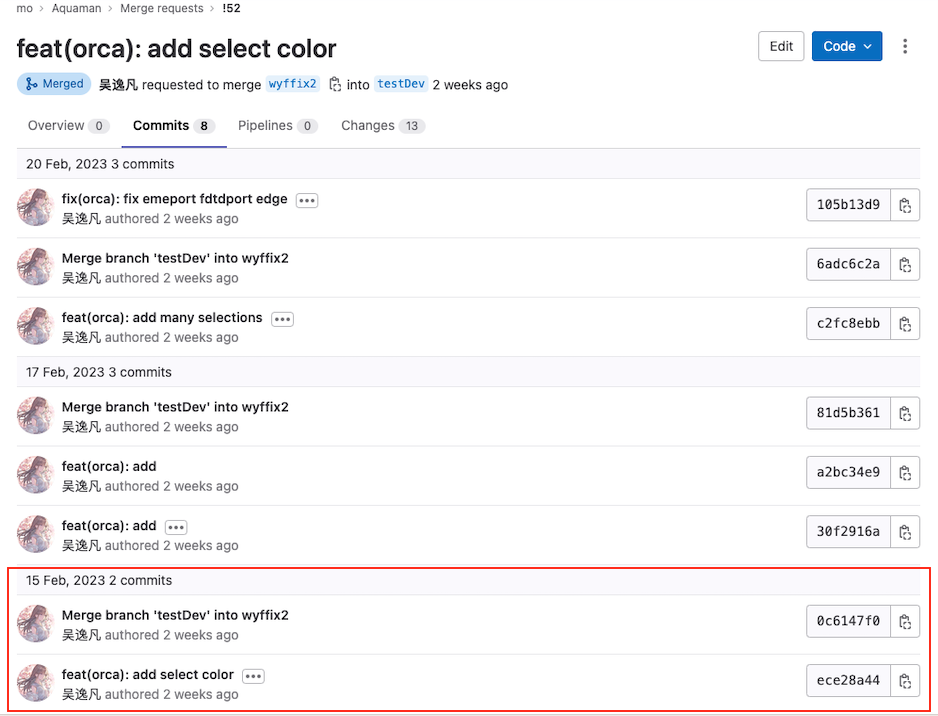 mo › Aquaman › Merge requests › !52
feat(orca): add select color
Edit
Code
Merged 吴逸凡 requested to merge wyffix2 into testDev 2 weeks ago
Overview 0 Commits 8 Pipelines 0 Changes 13
20 Feb, 2023 3 commits
fix(orca): fix emeport fdtdport edge
105b13d9
吴逸凡 authored 2 weeks ago
Merge branch 'testDev' into wyffix2
6adc6c2a
吴逸凡 authored 2 weeks ago
feat(orca): add many selections
c2fc8ebb
吴逸凡 authored 2 weeks ago
17 Feb, 2023 3 commits
Merge branch 'testDev' into wyffix2
81d5b361
吴逸凡 authored 2 weeks ago
feat(orca): add
a2bc34e9
吴逸凡 authored 2 weeks ago
feat(orca): add
30f2916a
吴逸凡 authored 2 weeks ago
15 Feb, 2023 2 commits
Merge branch 'testDev' into wyffix2
0c6147f0
吴逸凡 authored 2 weeks ago
feat(orca): add select color
ece28a44
吴逸凡 authored 2 weeks ago